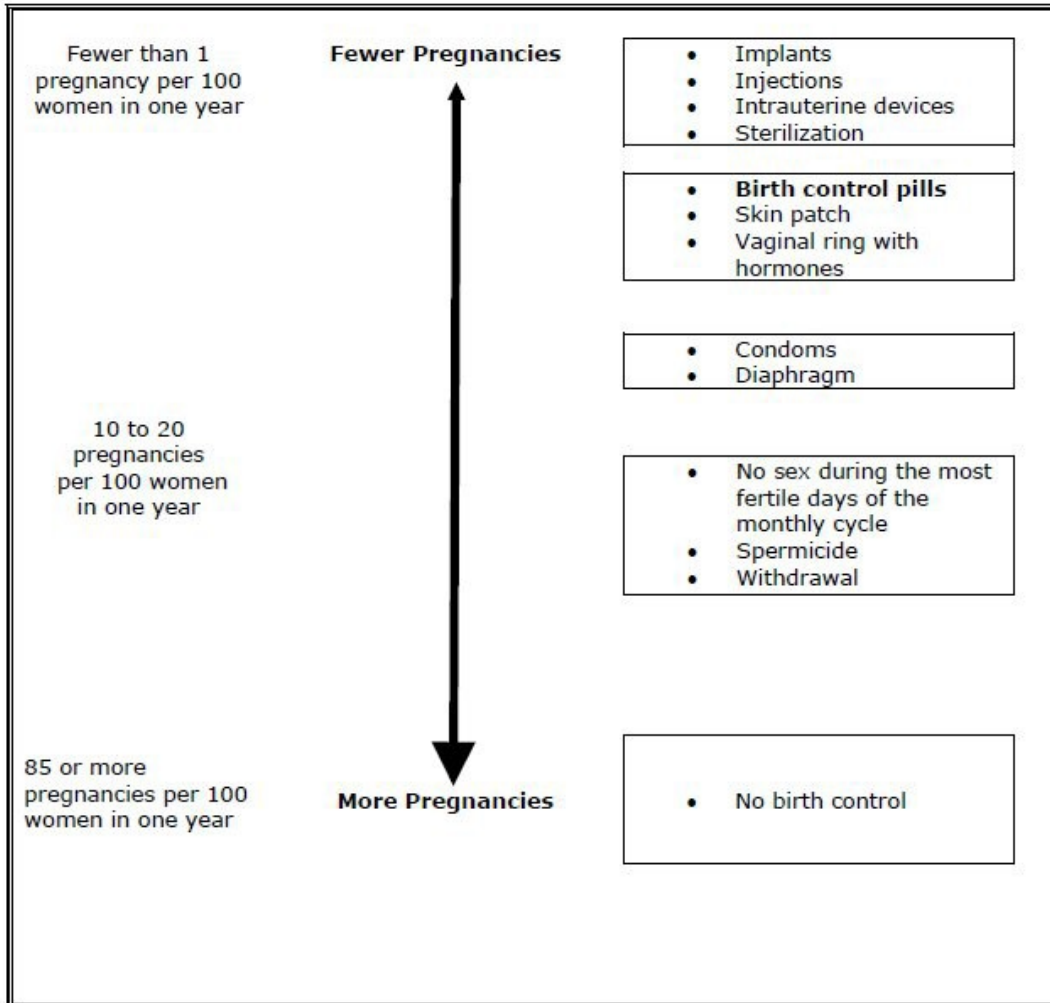 Fewer than 1
pregnancy per 100
women in one year
Fewer Pregnancies
• Implants
• Injections
• Intrauterine devices
• Sterilization
• Birth control pills
• Skin patch
• Vaginal ring with
hormones
• Condoms
• Diaphragm
10 to 20
pregnancies
per 100 women
in one year
• No sex during the most
fertile days of the
monthly cycle
• Spermicide
• Withdrawal
85 or more
pregnancies per 100
women in one year
More Pregnancies
• No birth control